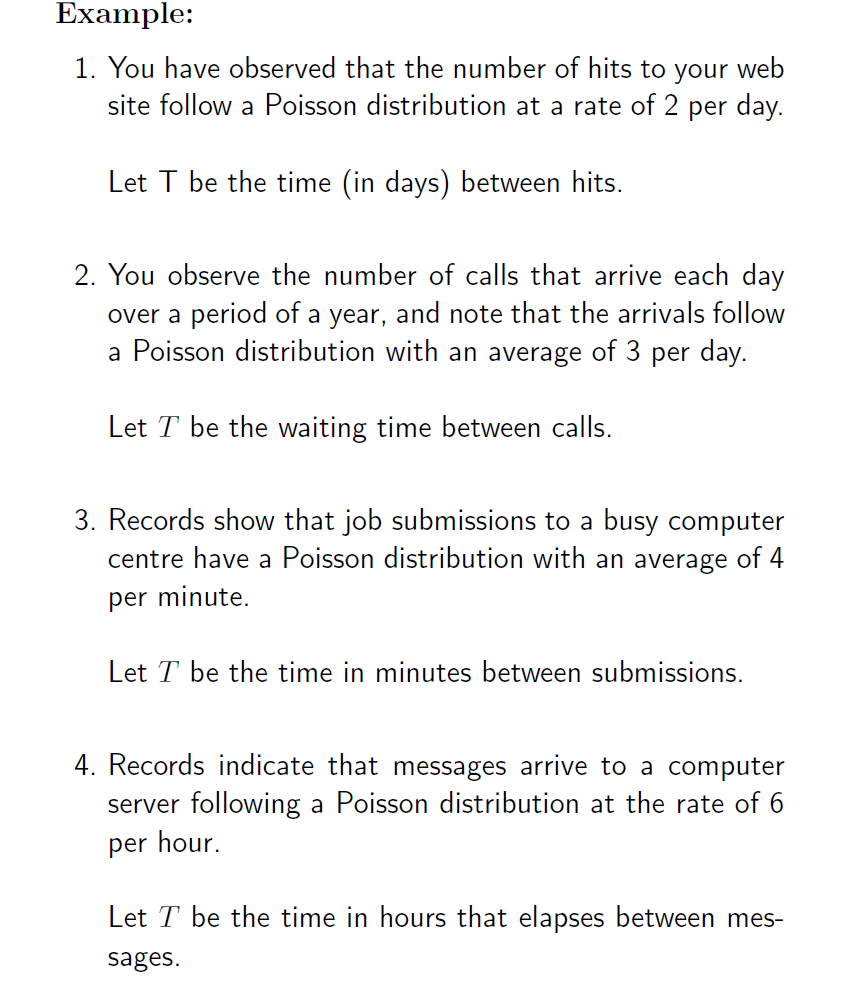 Example:
1. You have observed that the number of hits to your web
site follow a Poisson distribution at a rate of 2 per day.
Let T be the time (in days) between hits.
2. You observe the number of calls that arrive each day
over a period of a year, and note that the arrivals follow
a Poisson distribution with an average of 3 per day.
Let T be the waiting time between calls.
3. Records show that job submissions to a busy computer
centre have a Poisson distribution with an average of 4
per minute.
Let T be the time in minutes between submissions.
4. Records indicate that messages arrive to a computer
server following a Poisson distribution at the rate of 6
per hour.
Let T be the time in hours that elapses between mes-
sages.